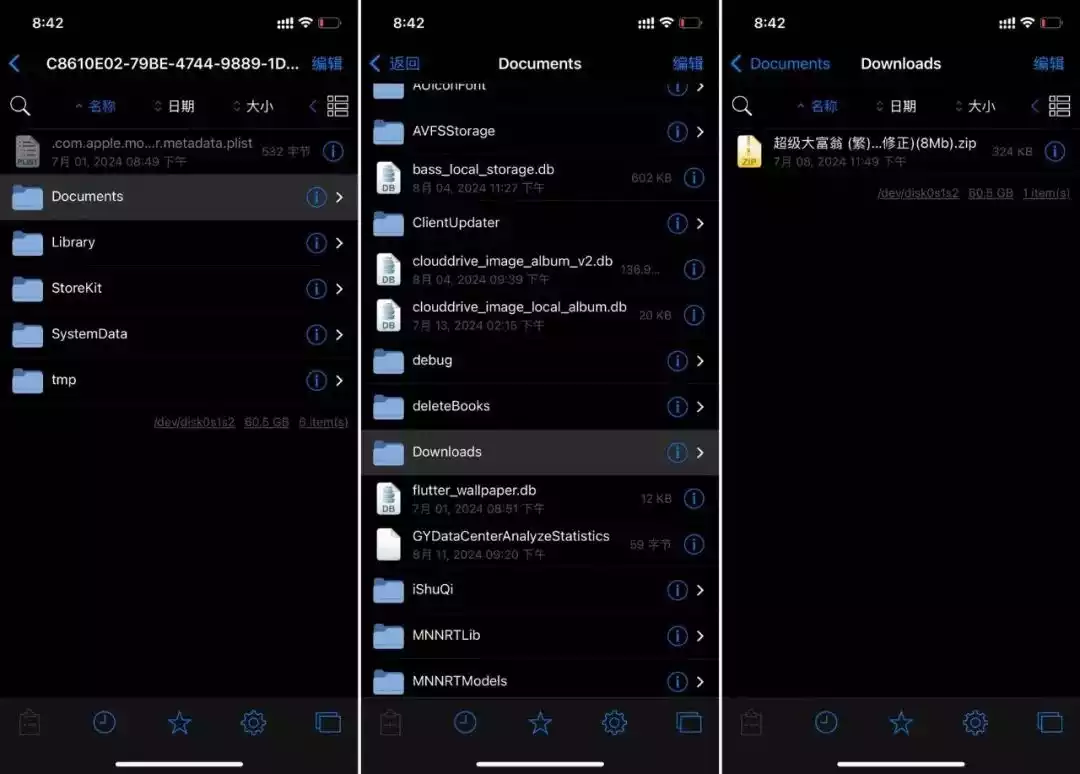 8:42
C8610E02-79BE-4744-9889-1D... 编辑
名称 日期 大小
.com.apple.mo...r.metadata.plist
7月 01, 2024 08:49 下午
532 字节
PLIST
Documents
Library
StoreKit
SystemData
tmp
/dev/disk0s1s2 60.5 GB 6 item(s)
8:42
返回 Documents 编辑
AUIconFont
AVFSStorage
bass_local_storage.db
8月 04, 2024 11:27 下午
602 KB
DB
ClientUpdater
clouddrive_image_album_v2.db
8月 04, 2024 09:39 下午
136.9...
DB
clouddrive_image_local_album.db
7月 13, 2024 02:15 下午
20 KB
DB
debug
deleteBooks
Downloads
flutter_wallpaper.db
7月 01, 2024 08:51 下午
12 KB
DB
GYDataCenterAnalyzeStatistics
8月 11, 2024 09:20 下午
59 字节
iShuQi
MNNRTLib
MNNRTModels
8:42
Documents Downloads 编辑
名称 日期 大小
超级大富翁 (繁)...修正)(8Mb).zip
7月 08, 2024 11:49 下午
324 KB
ZIP
/dev/disk0s1s2 60.5 GB 1 item(s)